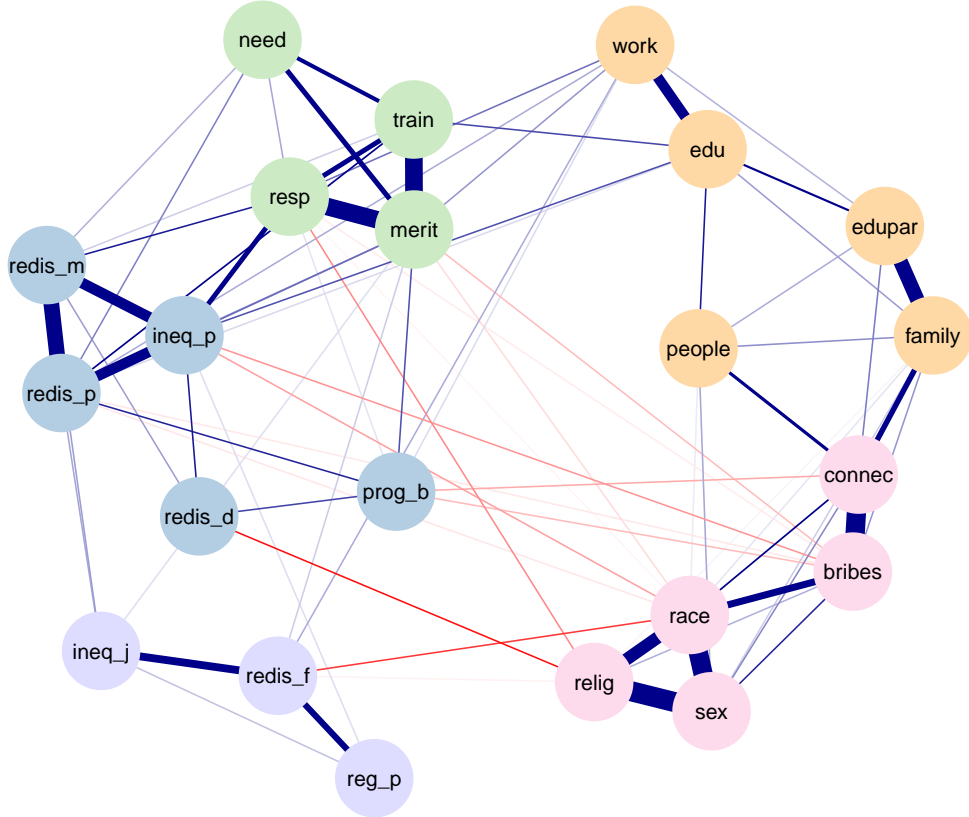 need
work
train
edu
resp
merit
edupar
redis_m
ineq_p
people
family
redis_p
connec
prog_b
redis_d
bribes
race
ineq_j
redis_f
relig
sex
reg_p